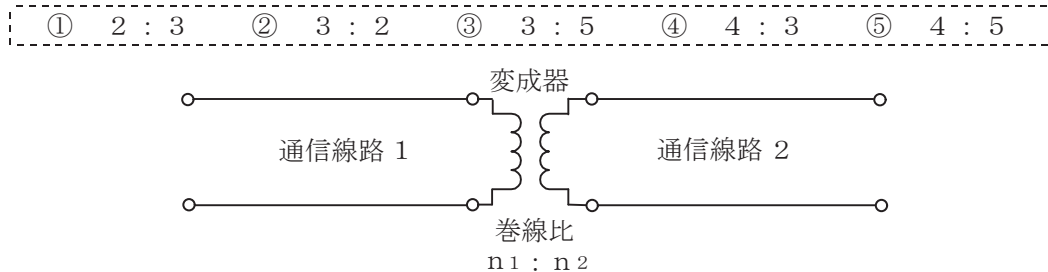 ① 2 : 3 ② 3 : 2 ③ 3 : 5 ④ 4 : 3 ⑤ 4 : 5
変成器
通信線路 1 通信線路 2
巻線比
n1 : n2